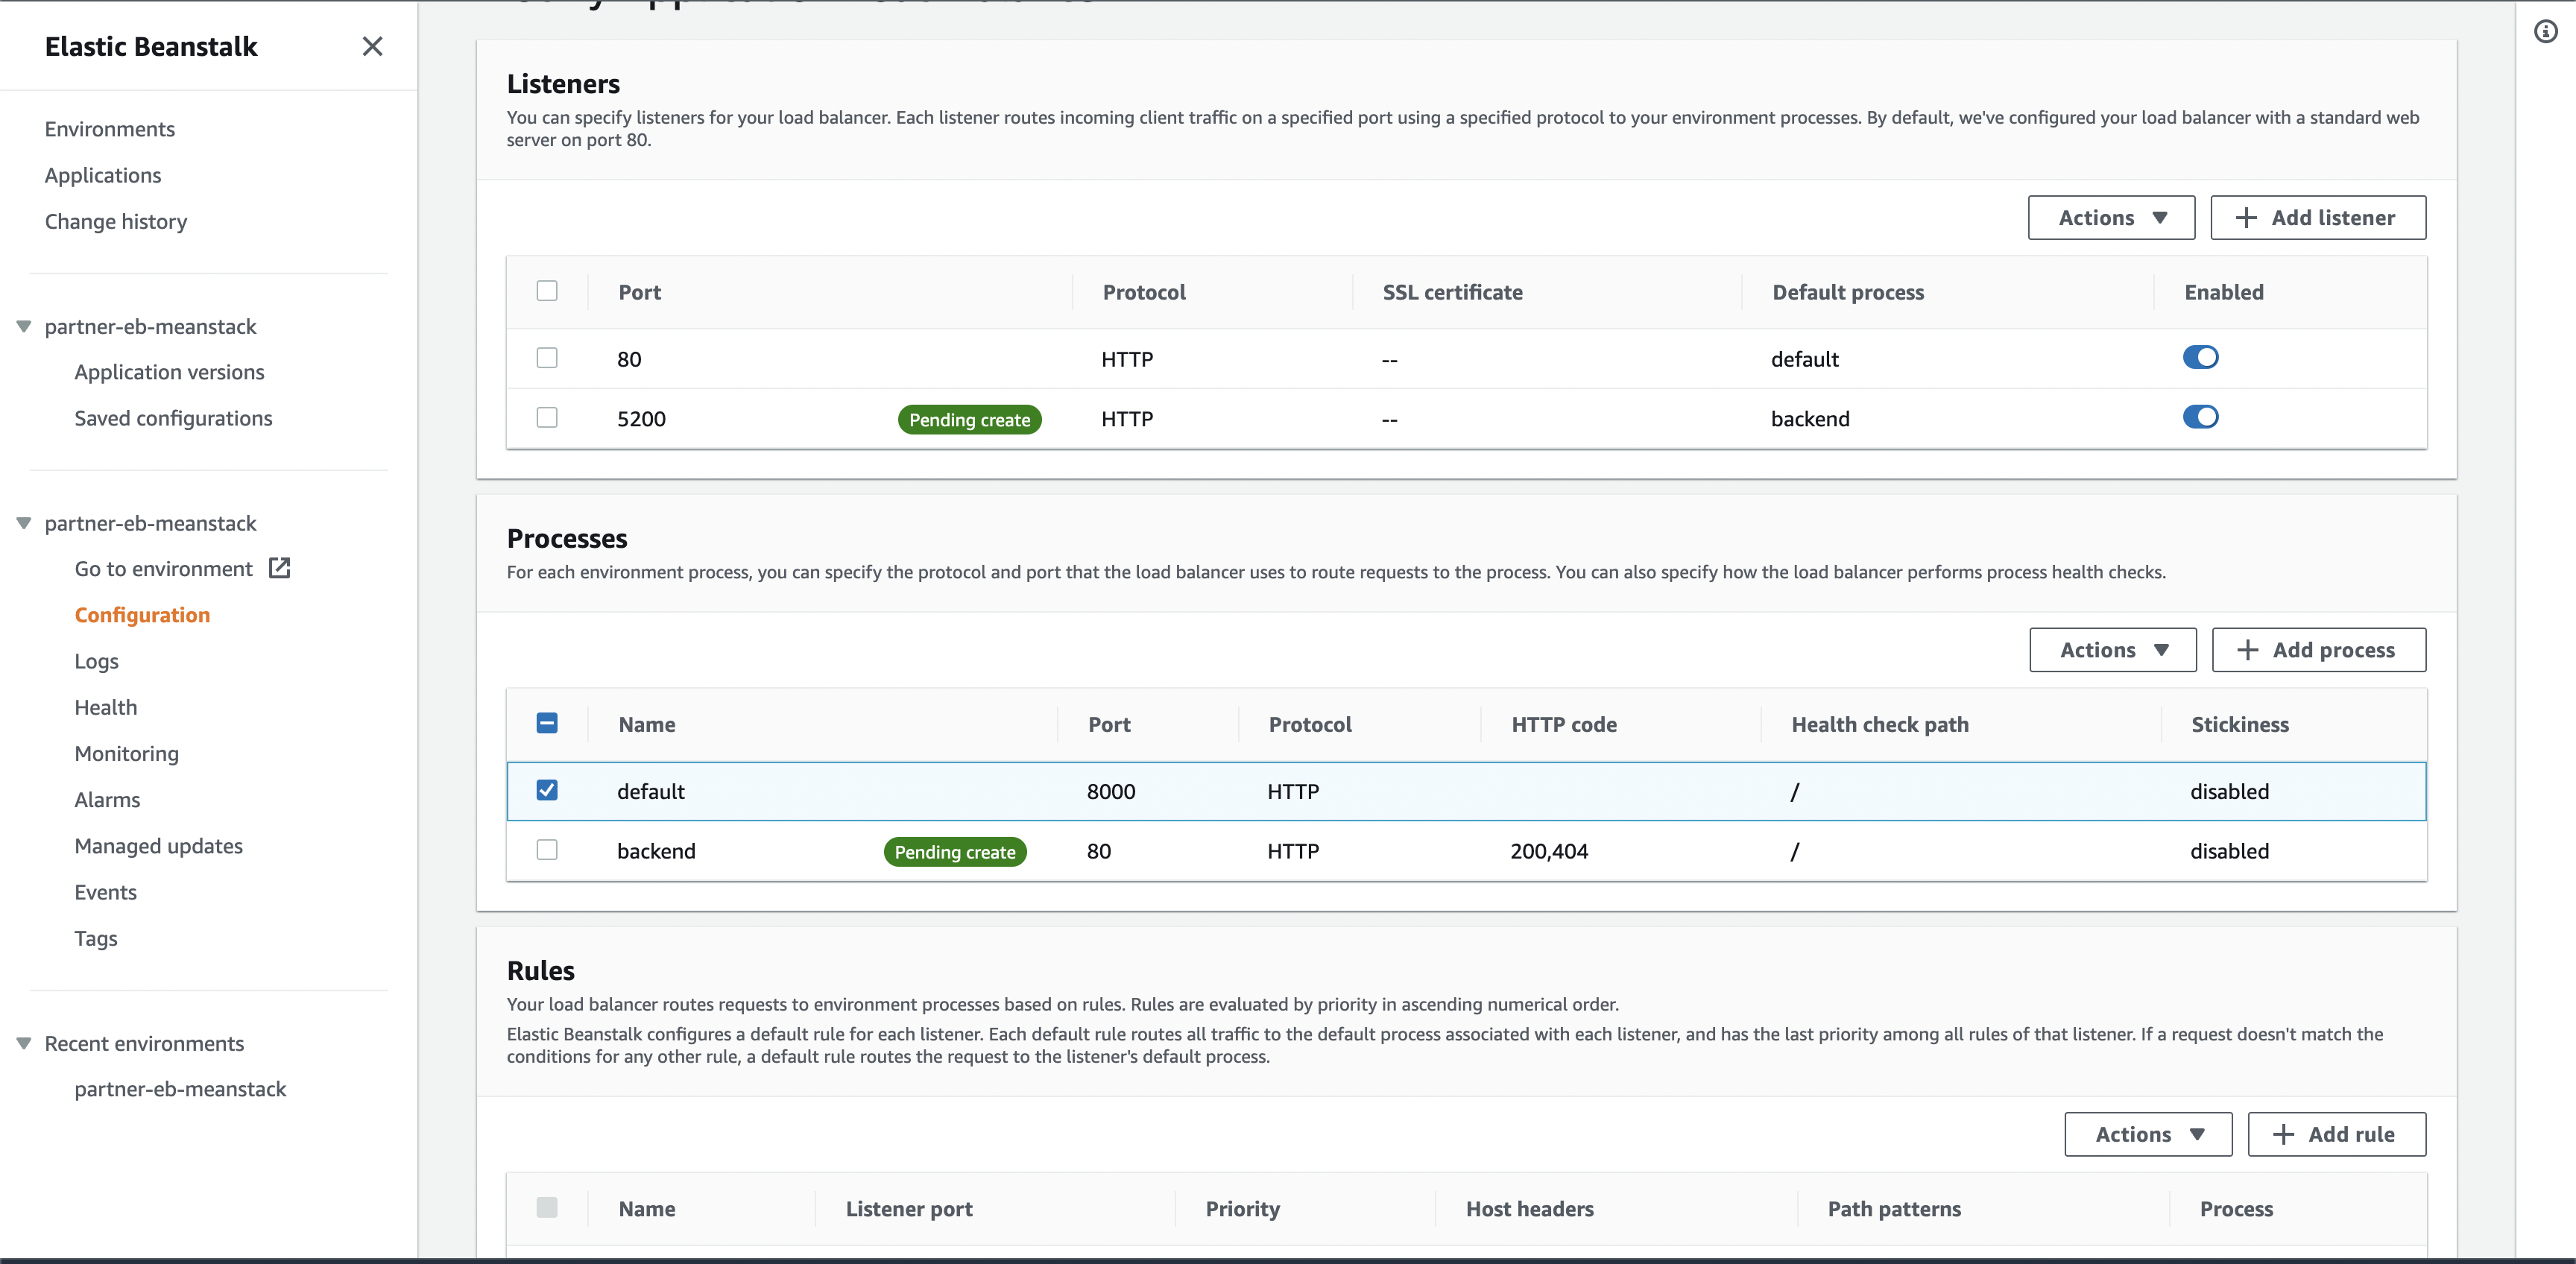 Elastic Beanstalk
Environments
Applications
Change history
partner-eb-meanstack
Application versions
Saved configurations
partner-eb-meanstack
Go to environment
Configuration
Logs
Health
Monitoring
Alarms
Managed updates
Events
Tags
Recent environments
partner-eb-meanstack
Listeners
You can specify listeners for your load balancer. Each listener routes incoming client traffic on a specified port using a specified protocol to your environment processes. By default, we've configured your load balancer with a standard web
server on port 80.
Actions Add listener
Port Protocol SSL certificate Default process Enabled
80 HTTP -- default
5200 Pending create HTTP -- backend
Processes
For each environment process, you can specify the protocol and port that the load balancer uses to route requests to the process. You can also specify how the load balancer performs process health checks.
Actions Add process
Name Port Protocol HTTP code Health check path Stickiness
default 8000 HTTP / disabled
backend Pending create 80 HTTP 200,404 / disabled
Rules
Your load balancer routes requests to environment processes based on rules. Rules are evaluated by priority in ascending numerical order.
Elastic Beanstalk configures a default rule for each listener. Each default rule routes all traffic to the default process associated with each listener, and has the last priority among all rules of that listener. If a request doesn't match the
conditions for any other rule, a default rule routes the request to the listener's default process.
Actions Add rule
Name Listener port Priority Host headers Path patterns Process